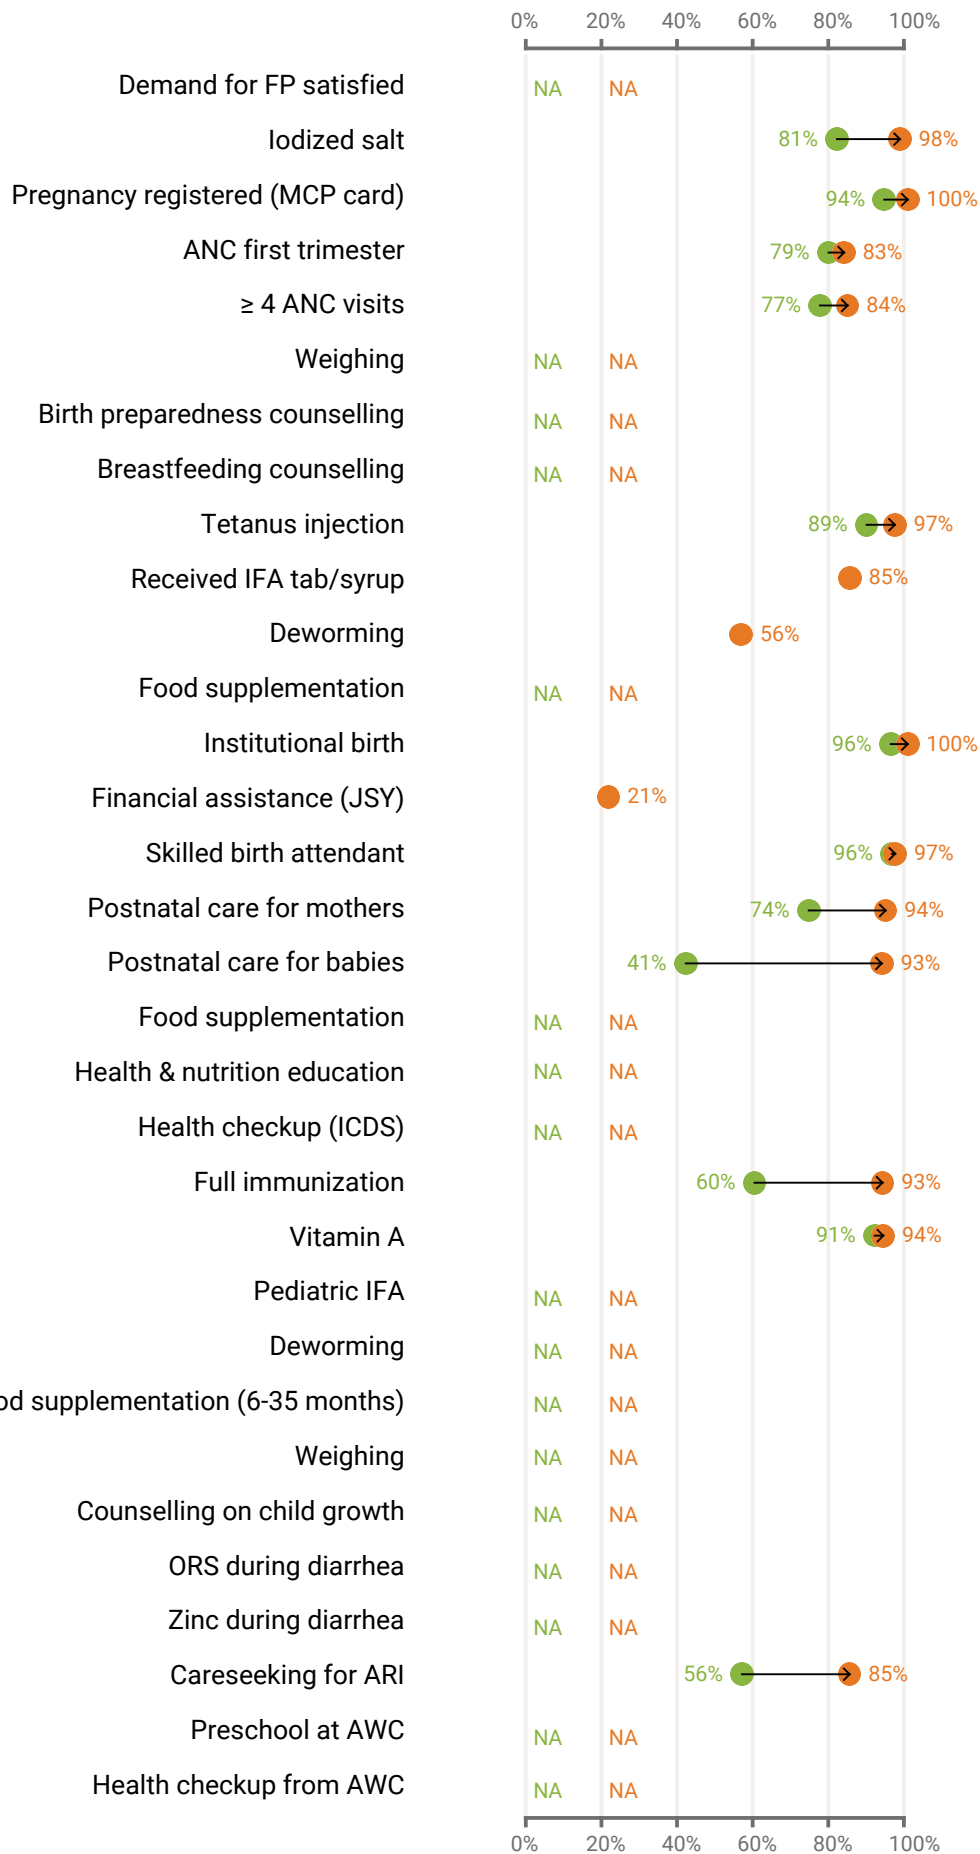 0% 20% 40% 60% 80% 100%
Demand for FP satisfied NA NA
Iodized salt 81% 98%
Pregnancy registered (MCP card) 94% 100%
ANC first trimester 79% 83%
≥ 4 ANC visits 77% 84%
Weighing NA NA
Birth preparedness counselling NA NA
Breastfeeding counselling NA NA
Tetanus injection 89% 97%
Received IFA tab/syrup 85%
Deworming 56%
Food supplementation NA NA
Institutional birth 96% 100%
Financial assistance (JSY) 21%
Skilled birth attendant 96% 97%
Postnatal care for mothers 74% 94%
Postnatal care for babies 41% 93%
Food supplementation NA NA
Health & nutrition education NA NA
Health checkup (ICDS) NA NA
Full immunization 60% 93%
Vitamin A 91% 94%
Pediatric IFA NA NA
Deworming NA NA
od supplementation (6-35 months) NA NA
Weighing NA NA
Counselling on child growth NA NA
ORS during diarrhea NA NA
Zinc during diarrhea NA NA
Careseeking for ARI 56% 85%
Preschool at AWC NA NA
Health checkup from AWC NA NA
0% 20% 40% 60% 80% 100%